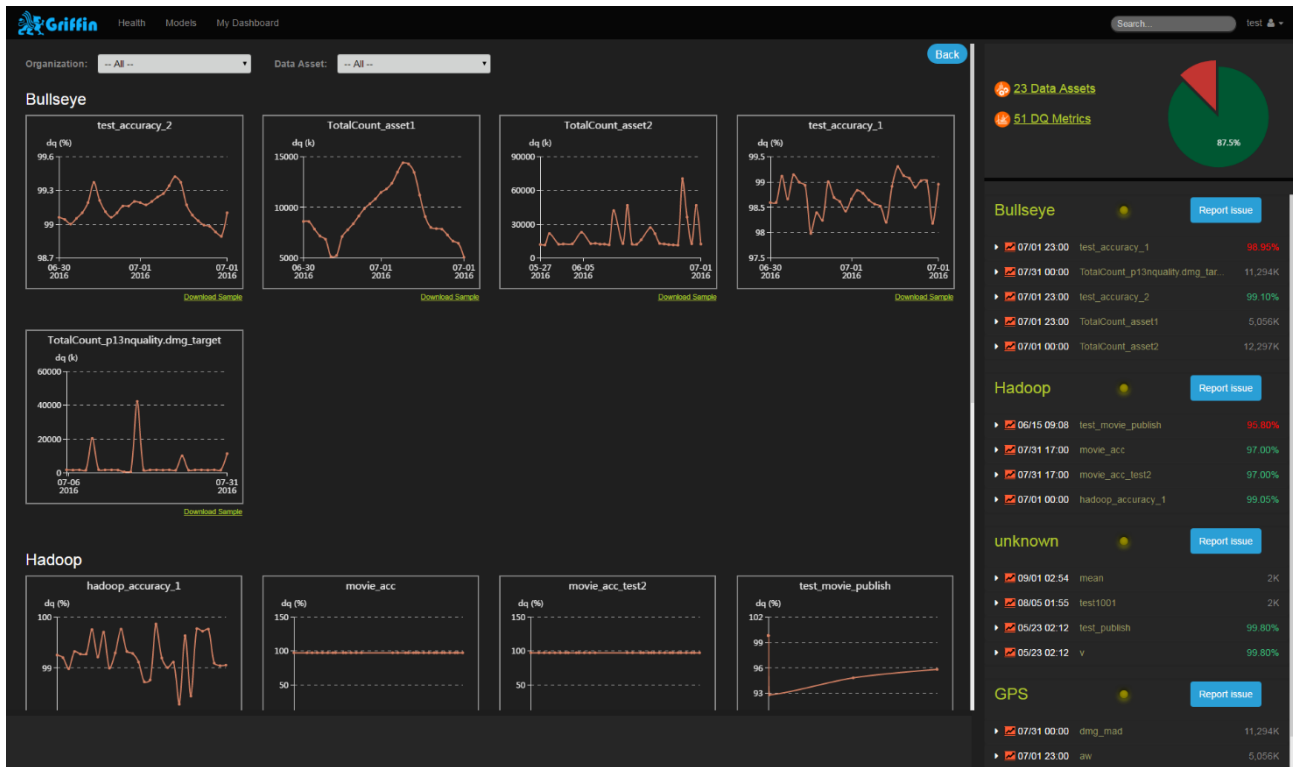 Griffin Health Models My Dashboard Search... test
Organization: -- All -- Data Asset: -- All -- Back
Bullseye
test_accuracy_2
dq (%)
99.6
99.3
99
98.7
06-30 2016
07-01 2016
07-01 2016
Download Sample
TotalCount_asset1
dq (k)
15000
10000
5000
06-30 2016
07-01 2016
07-01 2016
Download Sample
TotalCount_asset2
dq (k)
90000
60000
30000
0
05-27 2016
06-05 2016
07-01 2016
Download Sample
test_accuracy_1
dq (%)
99.5
99
98.5
98
97.5
06-30 2016
07-01 2016
07-01 2016
Download Sample
TotalCount_p13nquality.dmg_target
dq (k)
60000
40000
20000
0
07-06 2016
07-31 2016
Download Sample
Hadoop
hadoop_accuracy_1
dq (%)
100
99
movie_acc
dq (%)
150
100
50
movie_acc_test2
dq (%)
150
100
50
test_movie_publish
dq (%)
102
99
96
93
23 Data Assets
51 DQ Metrics
87.5%
Bullseye Report issue
07/01 23:00 test_accuracy_1 98.95%
07/31 00:00 TotalCount_p13nquality.dmg_tar... 11,294K
07/01 23:00 test_accuracy_2 99.10%
07/01 23:00 TotalCount_asset1 5,056K
07/01 00:00 TotalCount_asset2 12,297K
Hadoop Report issue
06/15 09:08 test_movie_publish 95.80%
07/31 17:00 movie_acc 97.00%
07/31 17:00 movie_acc_test2 97.00%
07/01 00:00 hadoop_accuracy_1 99.05%
unknown Report issue
09/01 02:54 mean 2K
08/05 01:55 test1001 2K
05/23 02:12 test_publish 99.80%
05/23 02:12 v 99.80%
GPS Report issue
07/31 00:00 dmg_mad 11,294K
07/01 23:00 aw 5,056K